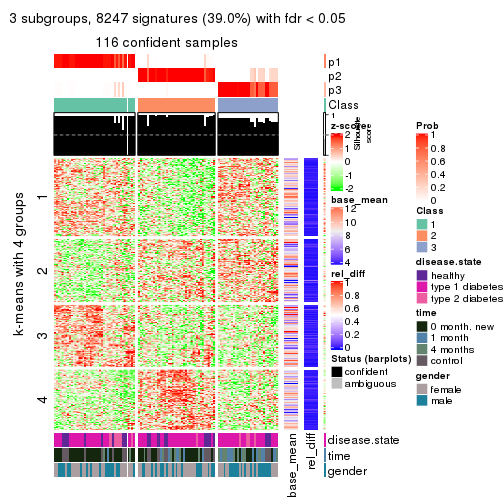 3 subgroups, 8247 signatures (39.0%) with fdr < 0.05
116 confident samples
p1
p2
p3
Class
1
Silhouette
score
k-means with 4 groups
1
2
3
4
z-score
2
1
0
-1
-2
base_mean
12
10
8
6
4
rel_diff
1
0.8
0.6
0.4
0.2
0
Status (barplots)
confident
ambiguous
Prob
1
0.8
0.6
0.4
0.2
0
Class
1
2
3
disease.state
healthy
type 1 diabetes
type 2 diabetes
time
0 month, new
1 month
4 months
control
gender
female
male
disease.state
time
gender
base_mean
rel_diff